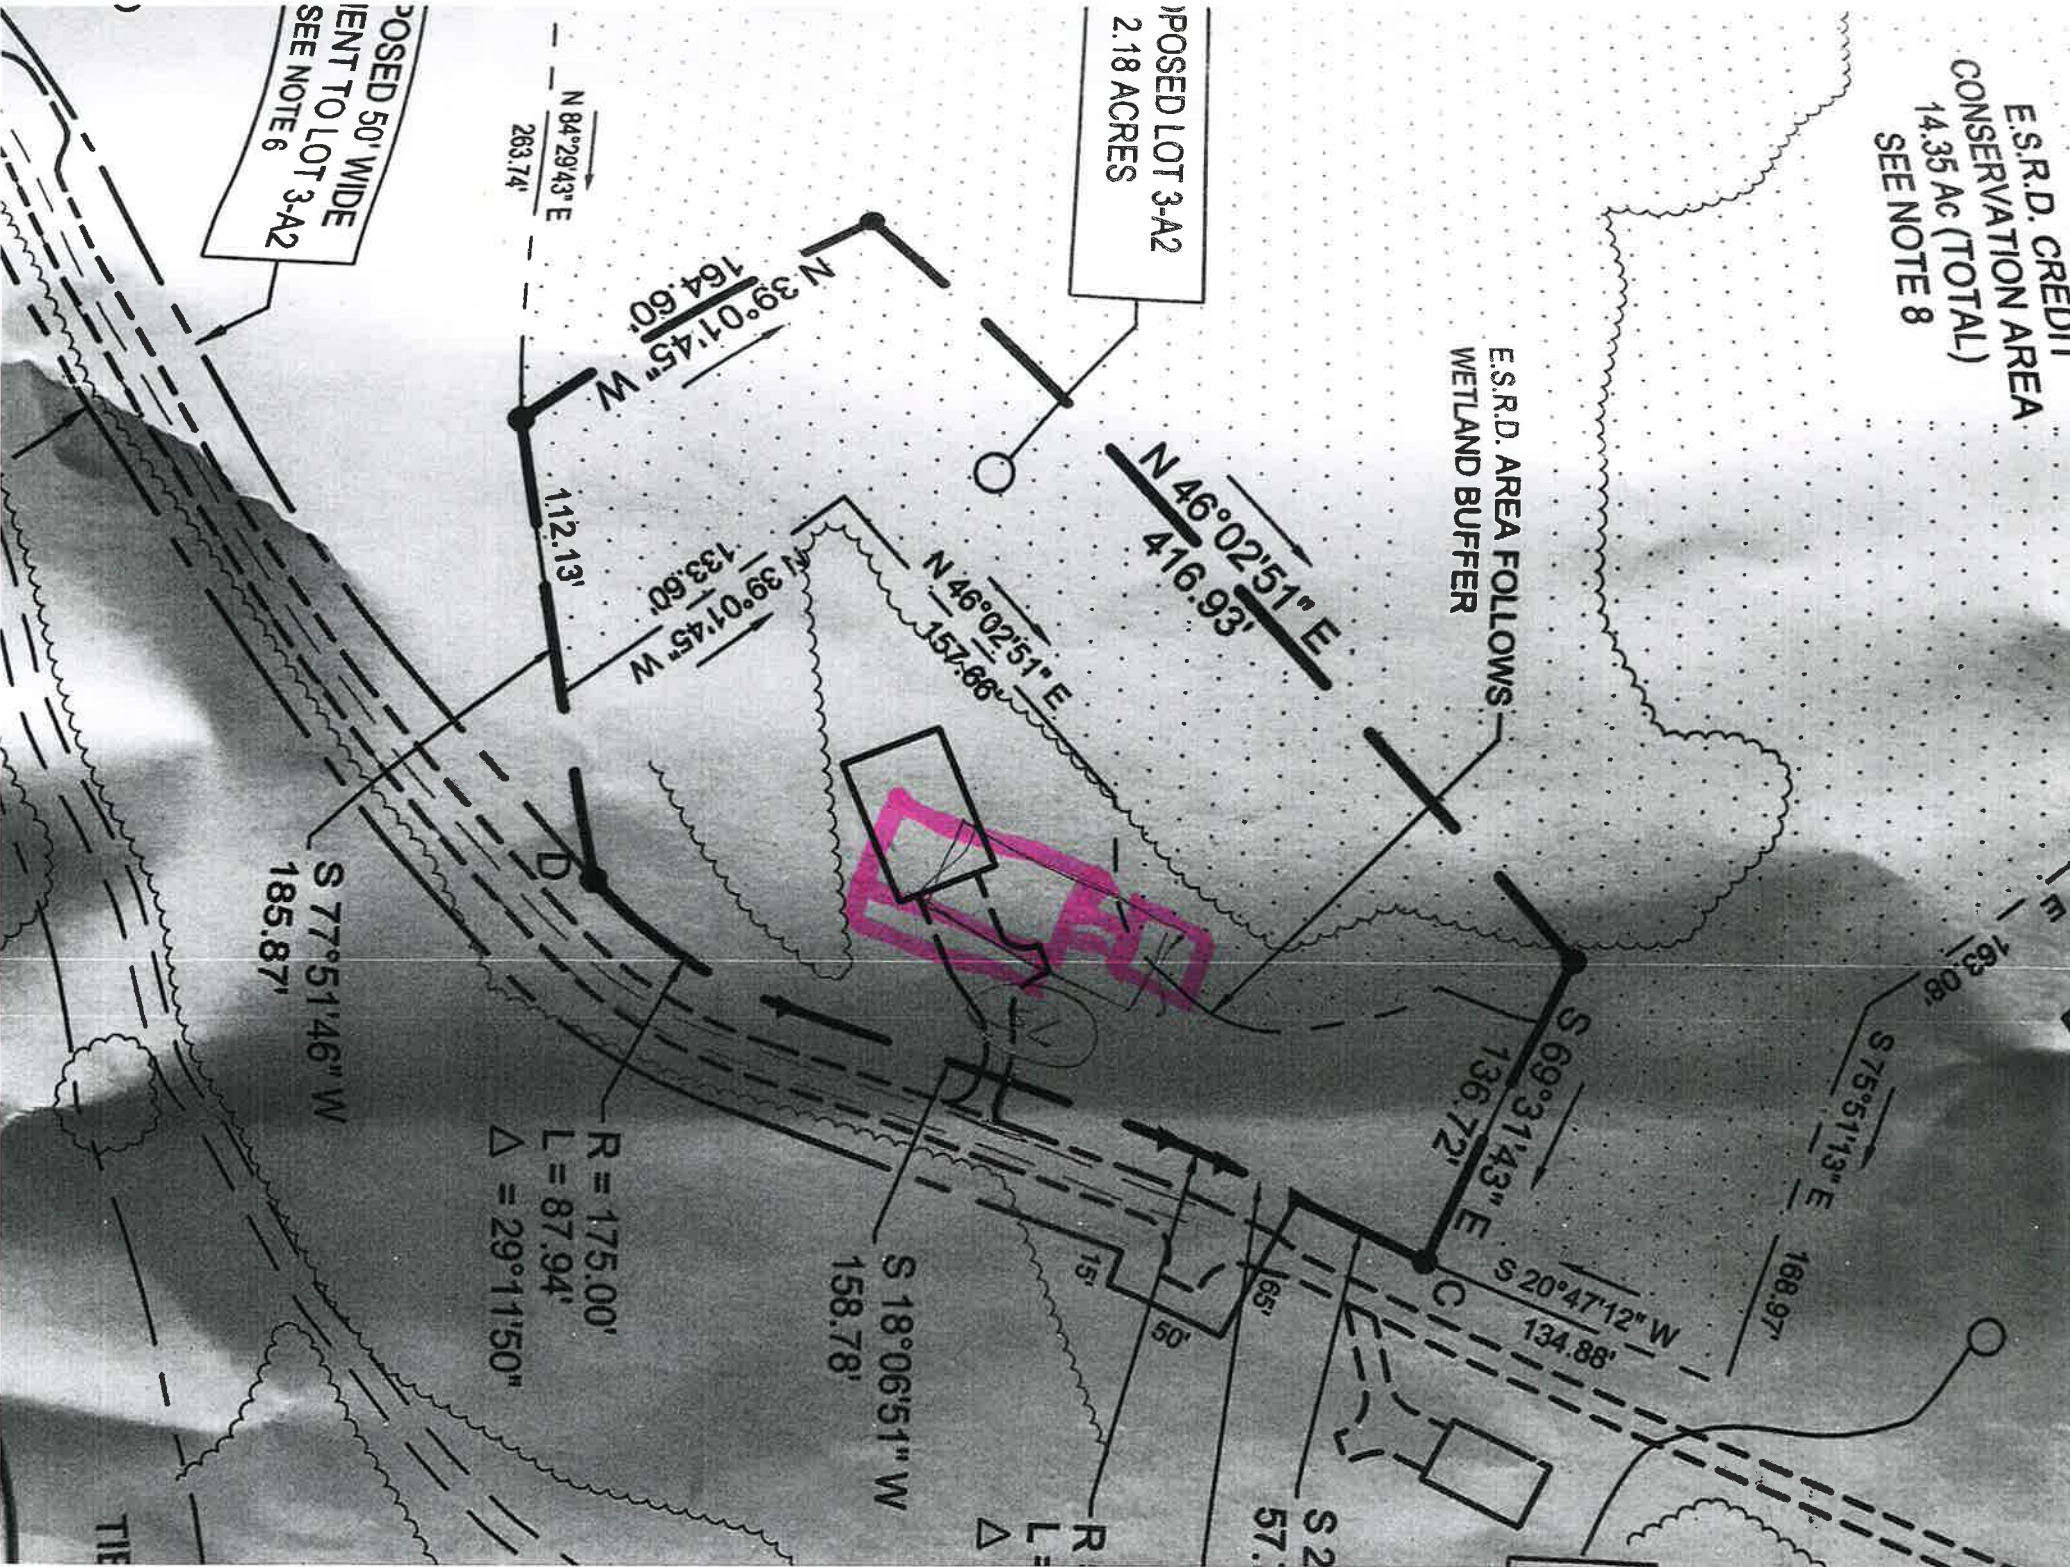 POSED 50' WIDE
ENT TO LOT 3-A2
SEE NOTE 6
N 84°29'43" E
263.74'
POSED LOT 3-A2
2.18 ACRES
E.S.R.D. CREDIT
CONSERVATION AREA
14.35 Ac (TOTAL)
SEE NOTE 8
N 39°01'45" W
164.60'
N 46°02'51" E
416.93'
E.S.R.D. AREA FOLLOWS
WETLAND BUFFER
112.13'
N 39°01'45" W
133.60'
N 46°02'51" E
157.66'
D
S 77°51'46" W
185.87'
R = 175.00'
L = 87.94'
Δ = 29°11'50"
S 18°06'51" W
158.78'
S 69°31'43" E
136.72'
163.08'
S 75°51'13" E
168.97'
C
S 20°47'12" W
134.88'
15'
50'
65'
S 2
57.
R
L =
Δ
TIE